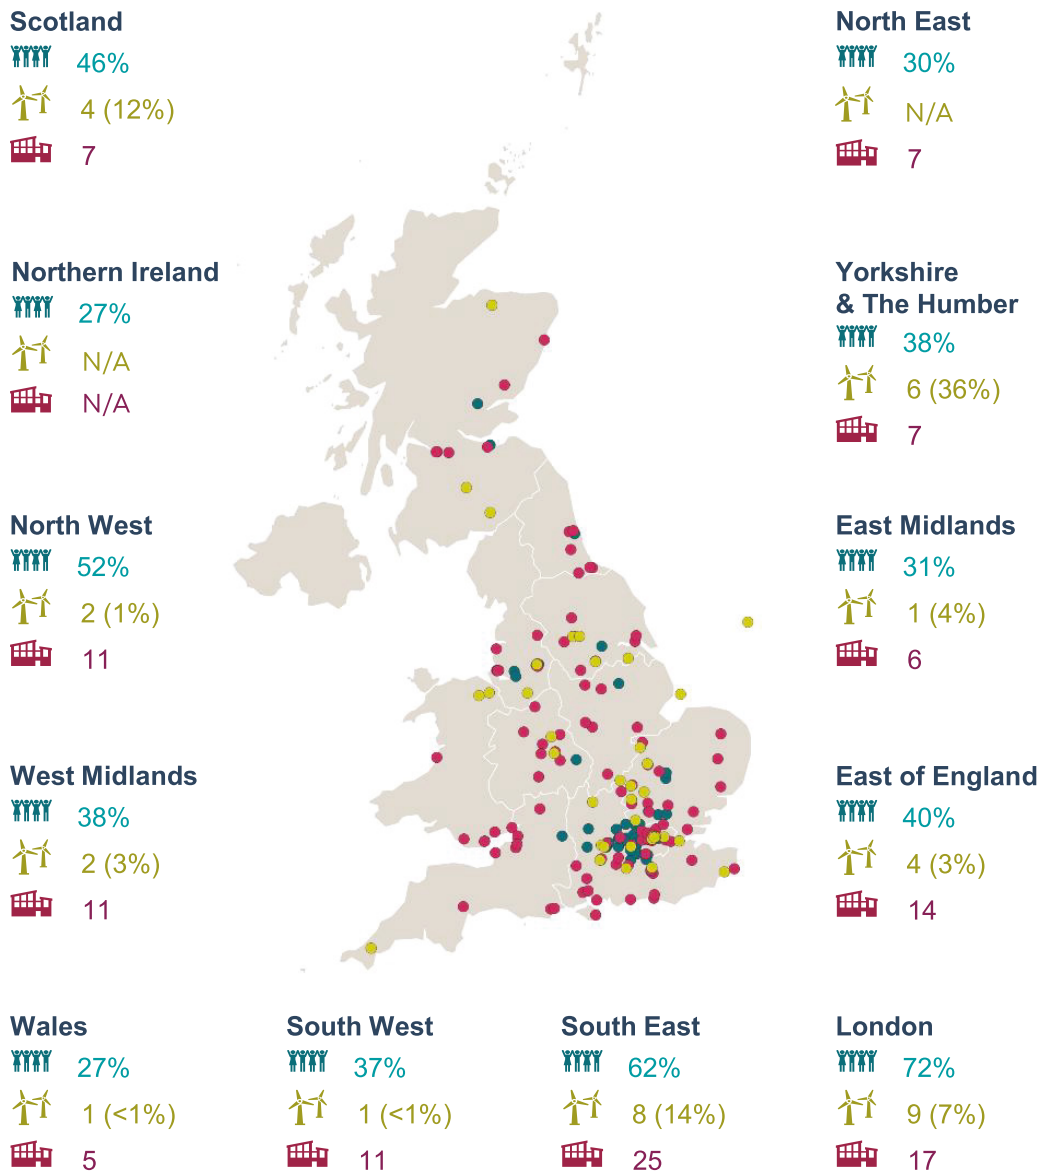 Scotland
46%
4 (12%)
7
North East
30%
N/A
7
Northern Ireland
27%
N/A
N/A
Yorkshire
& The Humber
38%
6 (36%)
7
North West
52%
2 (1%)
11
East Midlands
31%
1 (4%)
6
West Midlands
38%
2 (3%)
11
East of England
40%
4 (3%)
14
Wales
27%
1 (<1%)
5
South West
37%
1 (<1%)
11
South East
62%
8 (14%)
25
London
72%
9 (7%)
17